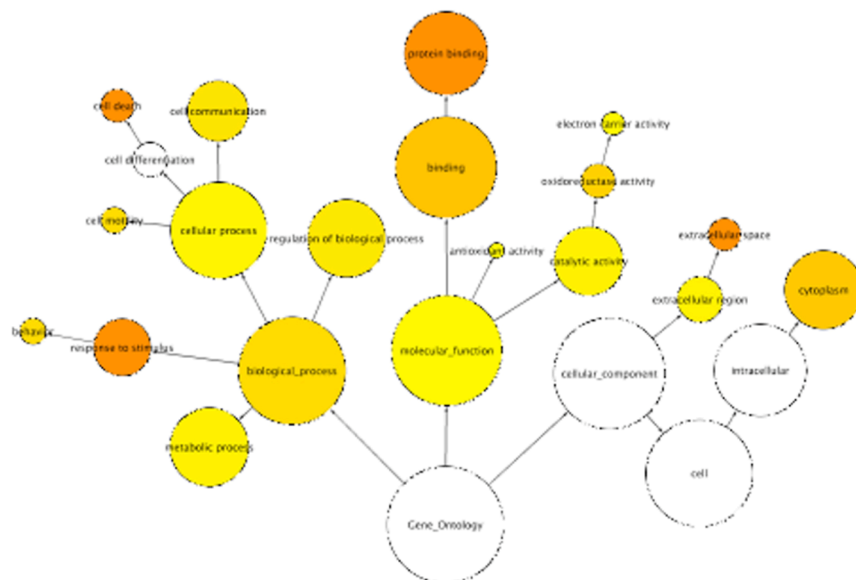 protein binding
cell death
cell communication
electron carrier activity
cell differentiation
binding
oxidoreductase activity
cell motility
cellular process
regulation of biological process
antioxidant activity
catalytic activity
extracellular space
cytoplasm
extracellular region
behavior
response to stimulus
biological_process
molecular_function
cellular_component
intracellular
metabolic process
cell
Gene_Ontology